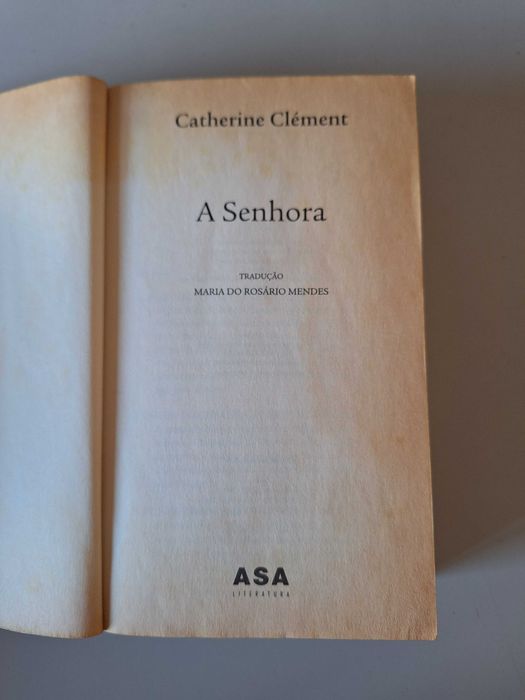 Catherine Clément
A Senhora
TRADUÇÃO
MARIA DO ROSÁRIO MENDES
ASA
LITERATURA